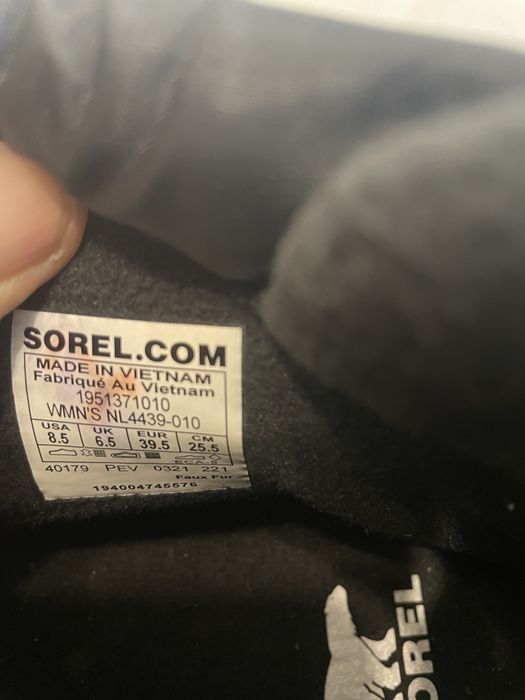 SOREL.COM
MADE IN VIETNAM
Fabriqué Au Vietnam
1951371010
WMN'S NL4439-010
USA UK EUR CM
8.5 6.5 39.5 25.5
ECA-S
40179 PEV 0321 221
Faux Fur
194004745576
SOREL